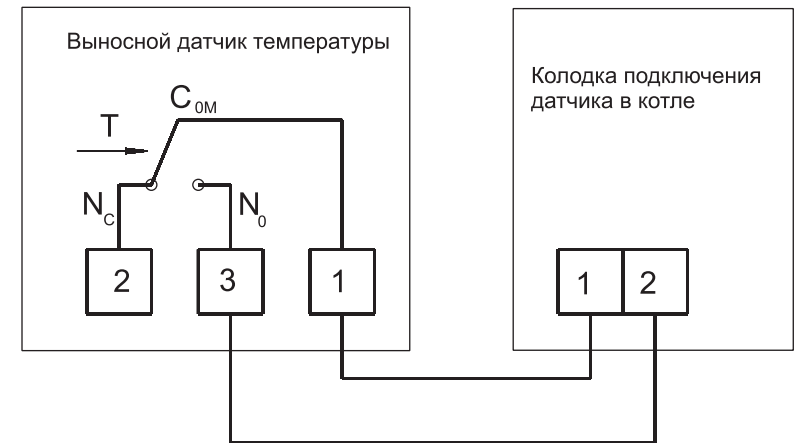 Выносной датчик температуры
C0M
T
NC
N0
2
3
1
Колодка подключения
датчика в котле
1
2